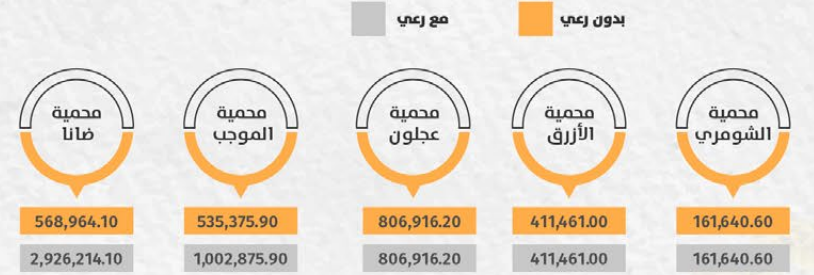 بدون رعي
مع رعي
محمية الشومري
محمية الأزرق
محمية عجلون
محمية الموجب
محمية ضانا
161,640.60
411,461.00
806,916.20
535,375.90
568,964.10
161,640.60
411,461.00
806,916.20
1,002,875.90
2,926,214.10